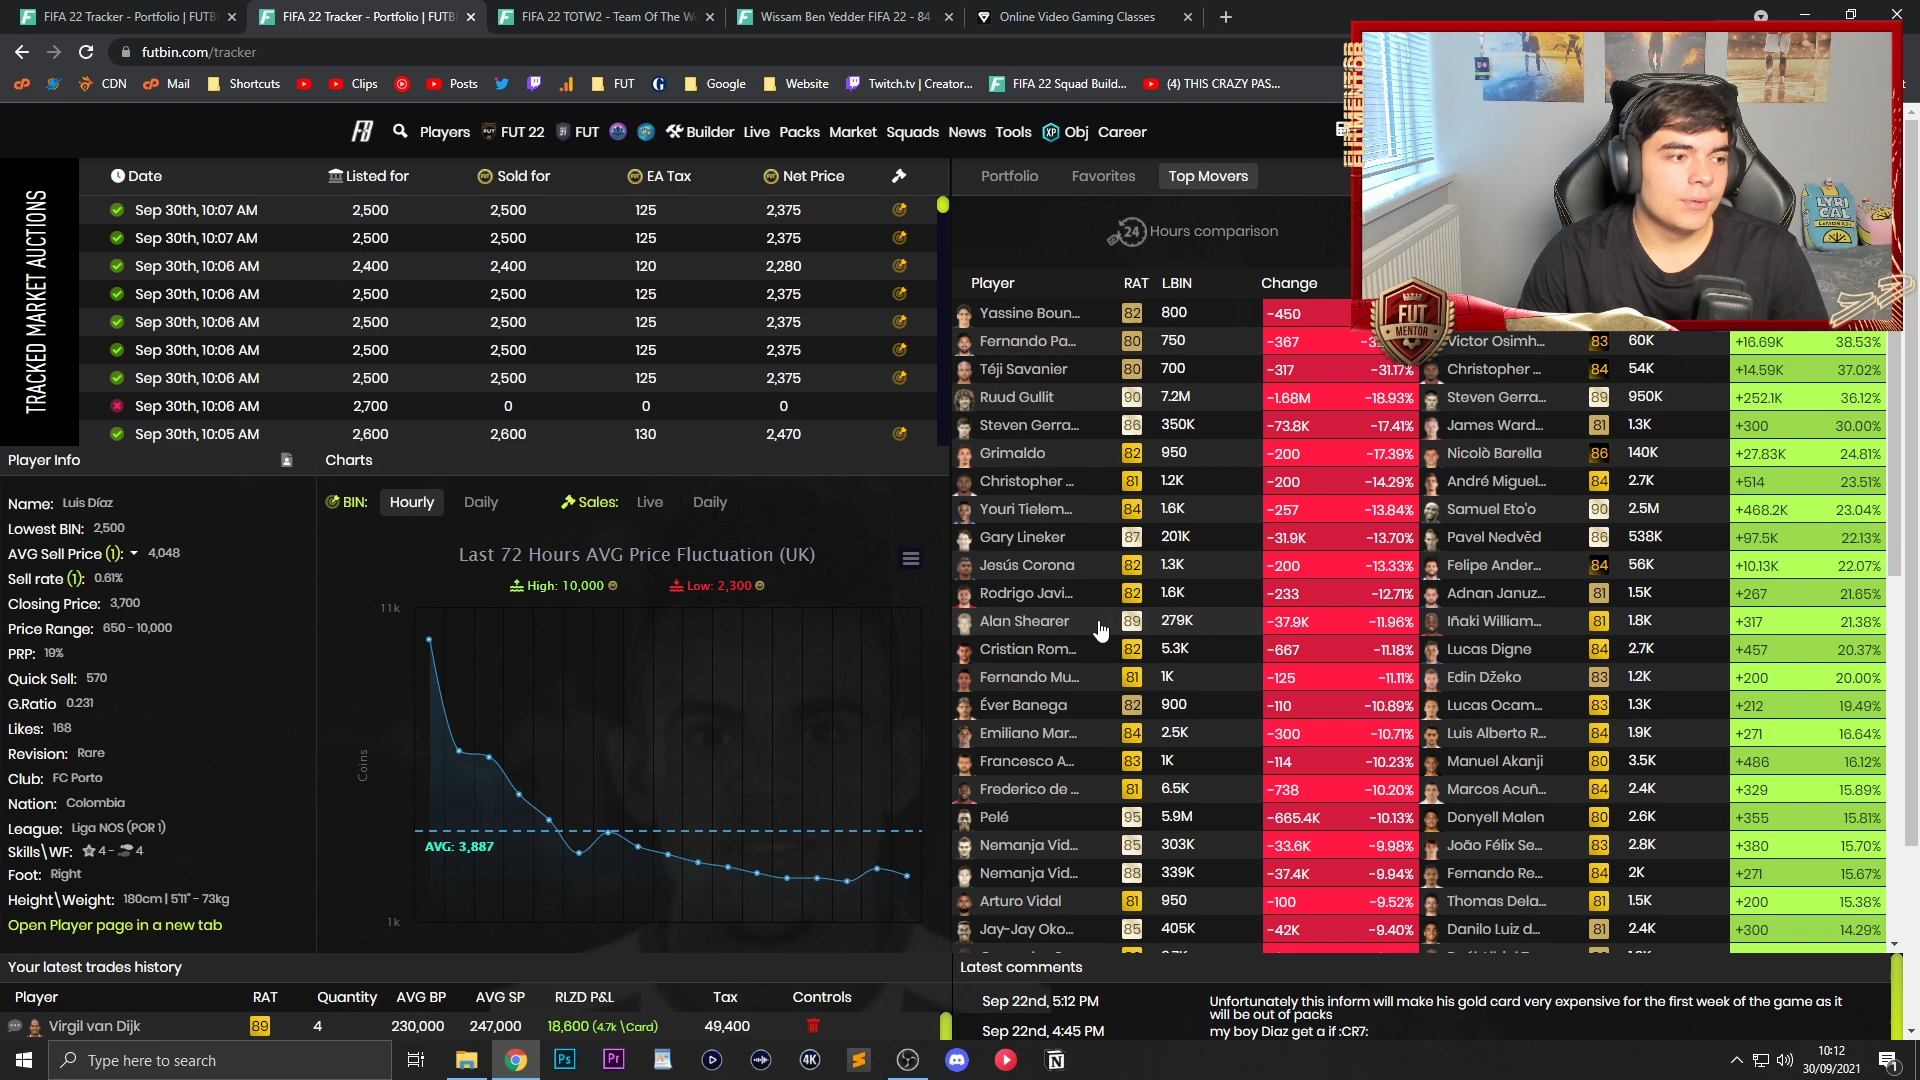 FIFA 22 Tracker - Portfolio | FUTB
FIFA 22 Tracker - Portfolio | FUTBI
FIFA 22 TOTW2 - Team Of The W
Wissam Ben Yedder FIFA 22 - 84
Online Video Gaming Classes
futbin.com/tracker
CDN
Mail
Shortcuts
Clips
Posts
FUT
Google
Website
Twitch.tv | Creator...
FIFA 22 Squad Build...
(4) THIS CRAZY PAS...
Players FUT 22 FUT Builder Live Packs Market Squads News Tools Obj Career
TRACKED MARKET AUCTIONS
Date Listed for Sold for EA Tax Net Price
Sep 30th, 10:07 AM 2,500 2,500 125 2,375
Sep 30th, 10:07 AM 2,500 2,500 125 2,375
Sep 30th, 10:06 AM 2,400 2,400 120 2,280
Sep 30th, 10:06 AM 2,500 2,500 125 2,375
Sep 30th, 10:06 AM 2,500 2,500 125 2,375
Sep 30th, 10:06 AM 2,500 2,500 125 2,375
Sep 30th, 10:06 AM 2,500 2,500 125 2,375
Sep 30th, 10:06 AM 2,700 0 0 0
Sep 30th, 10:05 AM 2,600 2,600 130 2,470
Player Info
Name: Luis Díaz
Lowest BIN: 2,500
AVG Sell Price (1): 4,048
Sell rate (1): 0.61%
Closing Price: 3,700
Price Range: 650 - 10,000
PRP: 19%
Quick Sell: 570
G.Ratio 0.231
Likes: 168
Revision: Rare
Club: FC Porto
Nation: Colombia
League: Liga NOS (POR 1)
Skills\WF: 4 - 4
Foot: Right
Height\Weight: 180cm | 5'11" - 73kg
Open Player page in a new tab
Charts
BIN: Hourly Daily Sales: Live Daily
Last 72 Hours AVG Price Fluctuation (UK)
High: 10,000 Low: 2,300
11k
Coins
AVG: 3,887
1k
Portfolio Favorites Top Movers
24 Hours comparison
Player RAT LBIN Change
Yassine Boun... 82 800 -450
Fernando Pa... 80 750 -367
Téji Savanier 80 700 -317 -31.17%
Ruud Gullit 90 7.2M -1.68M -18.93%
Steven Gerra... 86 350K -73.8K -17.41%
Grimaldo 82 950 -200 -17.39%
Christopher ... 81 1.2K -200 -14.29%
Youri Tielem... 84 1.6K -257 -13.84%
Gary Lineker 87 201K -31.9K -13.70%
Jesús Corona 82 1.3K -200 -13.33%
Rodrigo Javi... 82 1.6K -233 -12.71%
Alan Shearer 89 279K -37.9K -11.96%
Cristian Rom... 82 5.3K -667 -11.18%
Fernando Mu... 81 1K -125 -11.11%
Éver Banega 82 900 -110 -10.89%
Emiliano Mar... 84 2.5K -300 -10.71%
Francesco A... 83 1K -114 -10.23%
Frederico de ... 81 6.5K -738 -10.20%
Pelé 95 5.9M -665.4K -10.13%
Nemanja Vid... 85 303K -33.6K -9.98%
Nemanja Vid... 88 339K -37.4K -9.94%
Arturo Vidal 81 950 -100 -9.52%
Jay-Jay Oko... 85 405K -42K -9.40%
Victor Osimh... 83 60K +16.69K 38.53%
Christopher ... 84 54K +14.59K 37.02%
Steven Gerra... 89 950K +252.1K 36.12%
James Ward... 81 1.3K +300 30.00%
Nicolò Barella 86 140K +27.83K 24.81%
André Miguel... 84 2.7K +514 23.51%
Samuel Eto'o 90 2.5M +468.2K 23.04%
Pavel Nedvěd 86 538K +97.5K 22.13%
Felipe Ander... 84 56K +10.13K 22.07%
Adnan Januz... 81 1.5K +267 21.65%
Iñaki William... 81 1.8K +317 21.38%
Lucas Digne 84 2.7K +457 20.37%
Edin Džeko 83 1.2K +200 20.00%
Lucas Ocam... 83 1.3K +212 19.49%
Luis Alberto R... 84 1.9K +271 16.64%
Manuel Akanji 80 3.5K +486 16.12%
Marcos Acuñ... 84 2.4K +329 15.89%
Donyell Malen 80 2.6K +355 15.81%
João Félix Se... 83 2.8K +380 15.70%
Fernando Re... 84 2K +271 15.67%
Thomas Dela... 81 1.5K +200 15.38%
Danilo Luiz d... 81 2.4K +300 14.29%
FUTMENTOR
FUT
MENTOR
LYRI
CAL
LEMONADE
Your latest trades history
Player RAT Quantity AVG BP AVG SP RLZD P&L Tax Controls
Virgil van Dijk 89 4 230,000 247,000 18,600 (4.7k \Card) 49,400
Latest comments
Sep 22nd, 5:12 PM Unfortunately this inform will make his gold card very expensive for the first week of the game as it
will be out of packs
Sep 22nd, 4:45 PM my boy Diaz get a if :CR7:
Type here to search
Ps
Pr
4K
10:12
30/09/2021
1